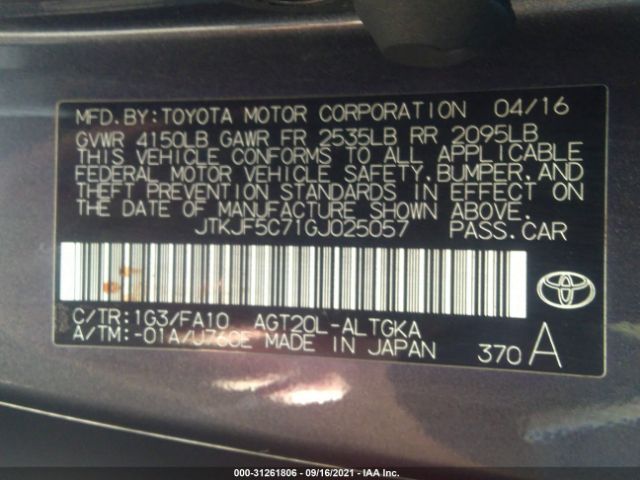 MFD.BY:TOYOTA MOTOR CORPORATION 04/16
GVWR 4150LB GAWR FR 2535LB RR 2095LB
THIS VEHICLE CONFORMS TO ALL APPLICABLE
FEDERAL MOTOR VEHICLE SAFETY,BUMPER,AND
THEFT PREVENTION STANDARDS IN EFFECT ON
THE DATE OF MANUFACTURE SHOWN ABOVE.
JTKJF5C71GJ025057 PASS.CAR
C/TR:1G3/FA10 AGT20L-ALTGKA
A/TM:-01A/U760E MADE IN JAPAN
370 A
000-31261806 - 09/16/2021 - IAA Inc.